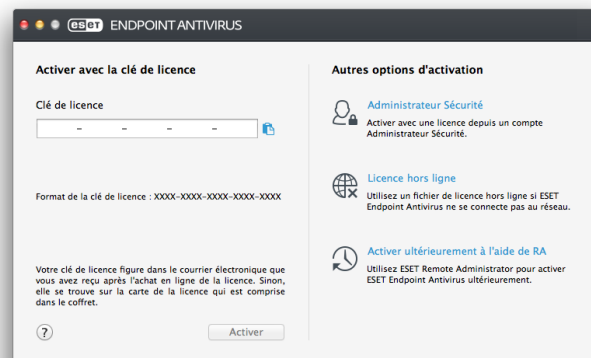 eset ENDPOINT ANTIVIRUS
Activer avec la clé de licence
Clé de licence
- - - -
Format de la clé de licence : XXXX-XXXX-XXXX-XXXX-XXXX
Votre clé de licence figure dans le courrier électronique que
vous avez reçu après l'achat en ligne de la licence. Sinon,
elle se trouve sur la carte de la licence qui est comprise
dans le coffret.
?
Activer
Autres options d'activation
Administrateur Sécurité
Activer avec une licence depuis un compte
Administrateur Sécurité.
Licence hors ligne
Utilisez un fichier de licence hors ligne si ESET
Endpoint Antivirus ne se connecte pas au réseau.
Activer ultérieurement à l'aide de RA
Utilisez ESET Remote Administrator pour activer
ESET Endpoint Antivirus ultérieurement.